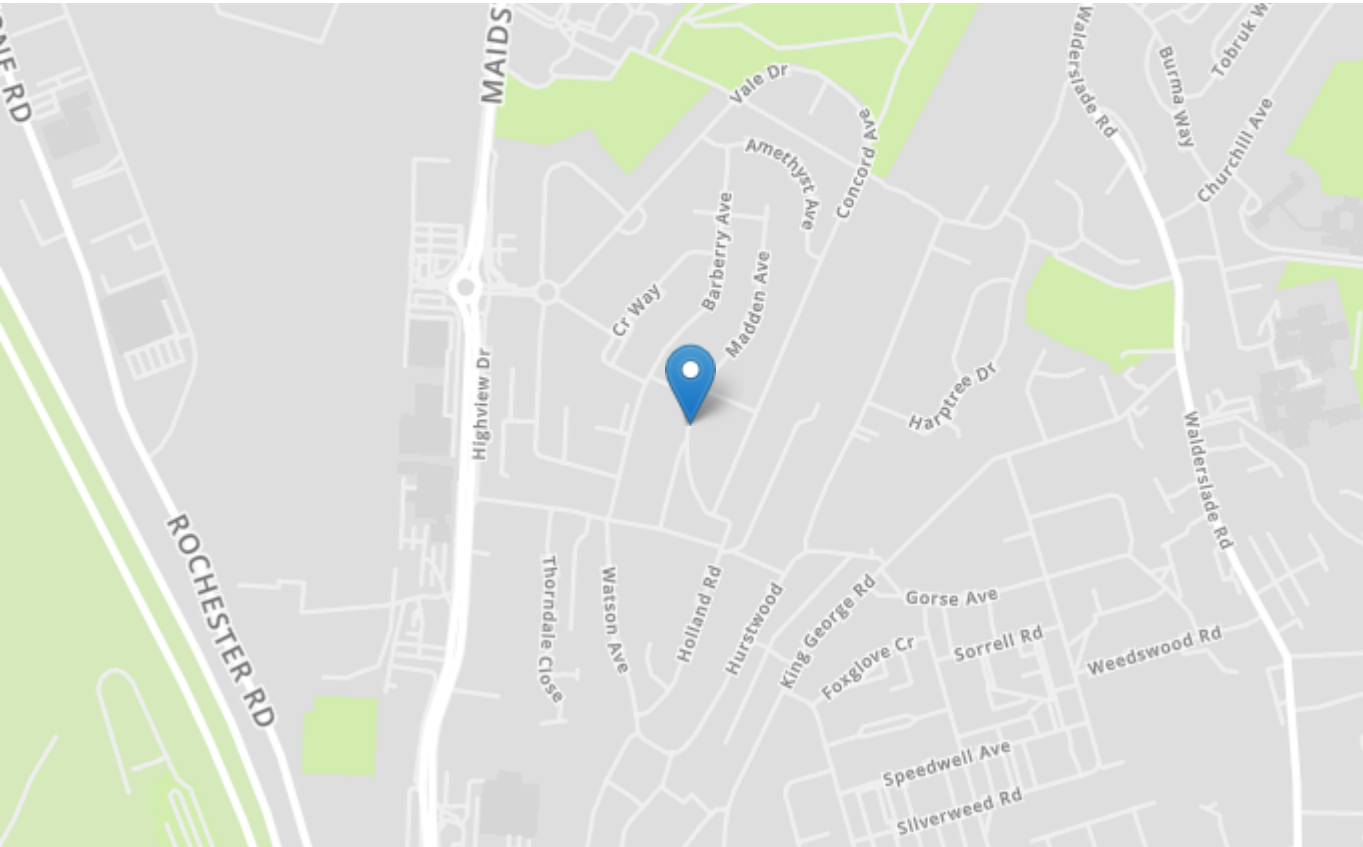 RNE RD
MAIDS
Vale Dr
Walderslade Rd
Burma Way
Tobruk W
Churchill Ave
Amethyst Ave
Concord Ave
Barberry Ave
Madden Ave
Cr Way
Highview Dr
Harptree Dr
Walderslade Rd
ROCHESTER RD
Thorndale Close
Watson Ave
Holland Rd
Hurstwood
King George Rd
Gorse Ave
Foxglove Cr
Sorrell Rd
Weedswood Rd
Speedwell Ave
Silverweed Rd